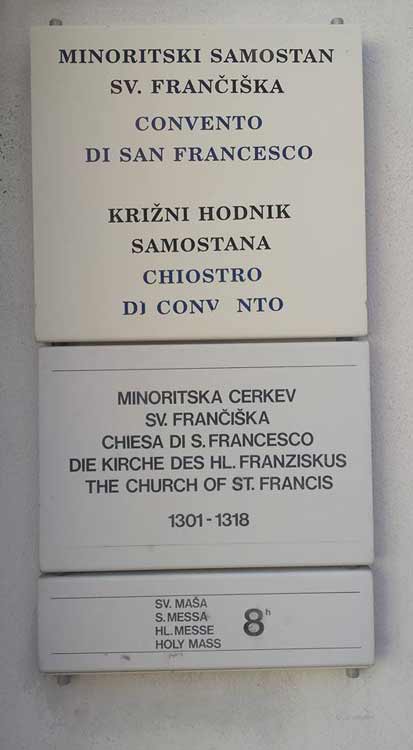 MINORITSKI SAMOSTAN
SV. FRANČIŠKA
CONVENTO
DI SAN FRANCESCO
KRIŽNI HODNIK
SAMOSTANA
CHIOSTRO
DI CONV NTO
MINORITSKA CERKEV
SV. FRANČIŠKA
CHIESA DI S. FRANCESCO
DIE KIRCHE DES HL. FRANZISKUS
THE CHURCH OF ST. FRANCIS
1301-1318
SV. MAŠA
S. MESSA
HL. MESSE
HOLY MASS
8h